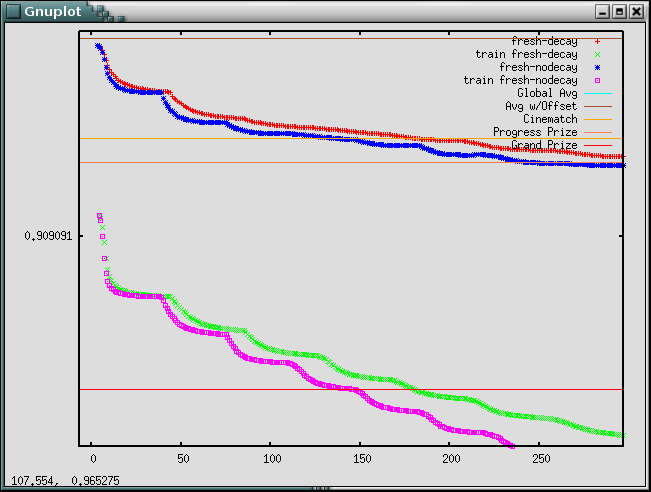 Gnuplot
fresh-decay
train fresh-decay
fresh-nodecay
train fresh-nodecay
Global Avg
Avg w/Offset
Cinematch
Progress Prize
Grand Prize
0.909091
0 50 100 150 200 250
107.554, 0.965275